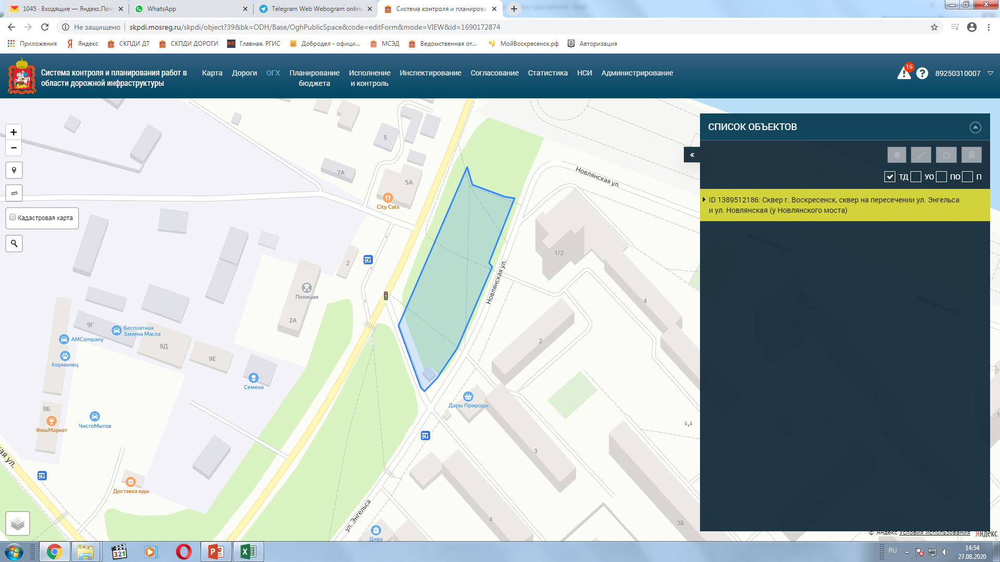 1045 · Входящие — Яндекс.Поч
WhatsApp
Telegram Web Webogram online
Система контроля и планирова
Не защищено
skpdi.mosreg.ru/skpdi/object?39&bk=ODH/Base/OghPublicSpace&code=editForm&mode=VIEW&id=1690172874
Приложения
Яндекс
СКПДИ ДТ
СКПДИ ДОРОГИ
Главная. РГИС
Добродел - офици...
МСЭД
Ведомственная от...
МойВоскресенск.рф
Авторизация
Система контроля и планирования работ в
области дорожной инфраструктуры
Карта
Дороги
ОГХ
Планирование
бюджета
Исполнение
и контроль
Инспектирование
Согласование
Статистика
НСИ
Администрирование
15
89250310007
СПИСОК ОБЪЕКТОВ
ТД
УО
ПО
П
ID 1389512186: Сквер г. Воскресенск, сквер на пересечении ул. Энгельса
и ул. Новлянская (у Новлянского моста)
+
−
Кадастровая карта
5
7А
5А
City Cats
Новлянская ул.
2
1/2
Новлянская ул.
Полиция
2А
4
9Г
Бесплатная
Замена Масла
AMCompany
9Д
9Е
Кормилец
Семена
2
Дары Природы
9Б
ФишМаркет
ЧистоМытов
3
Доставка еды
ул. Энгельса
4
3Б
Диво
кая ул.
Новлянская ул.
Новлянская ул.
© Яндекс Условия использования
Яндекс
321
RU
14:54
27.08.2020